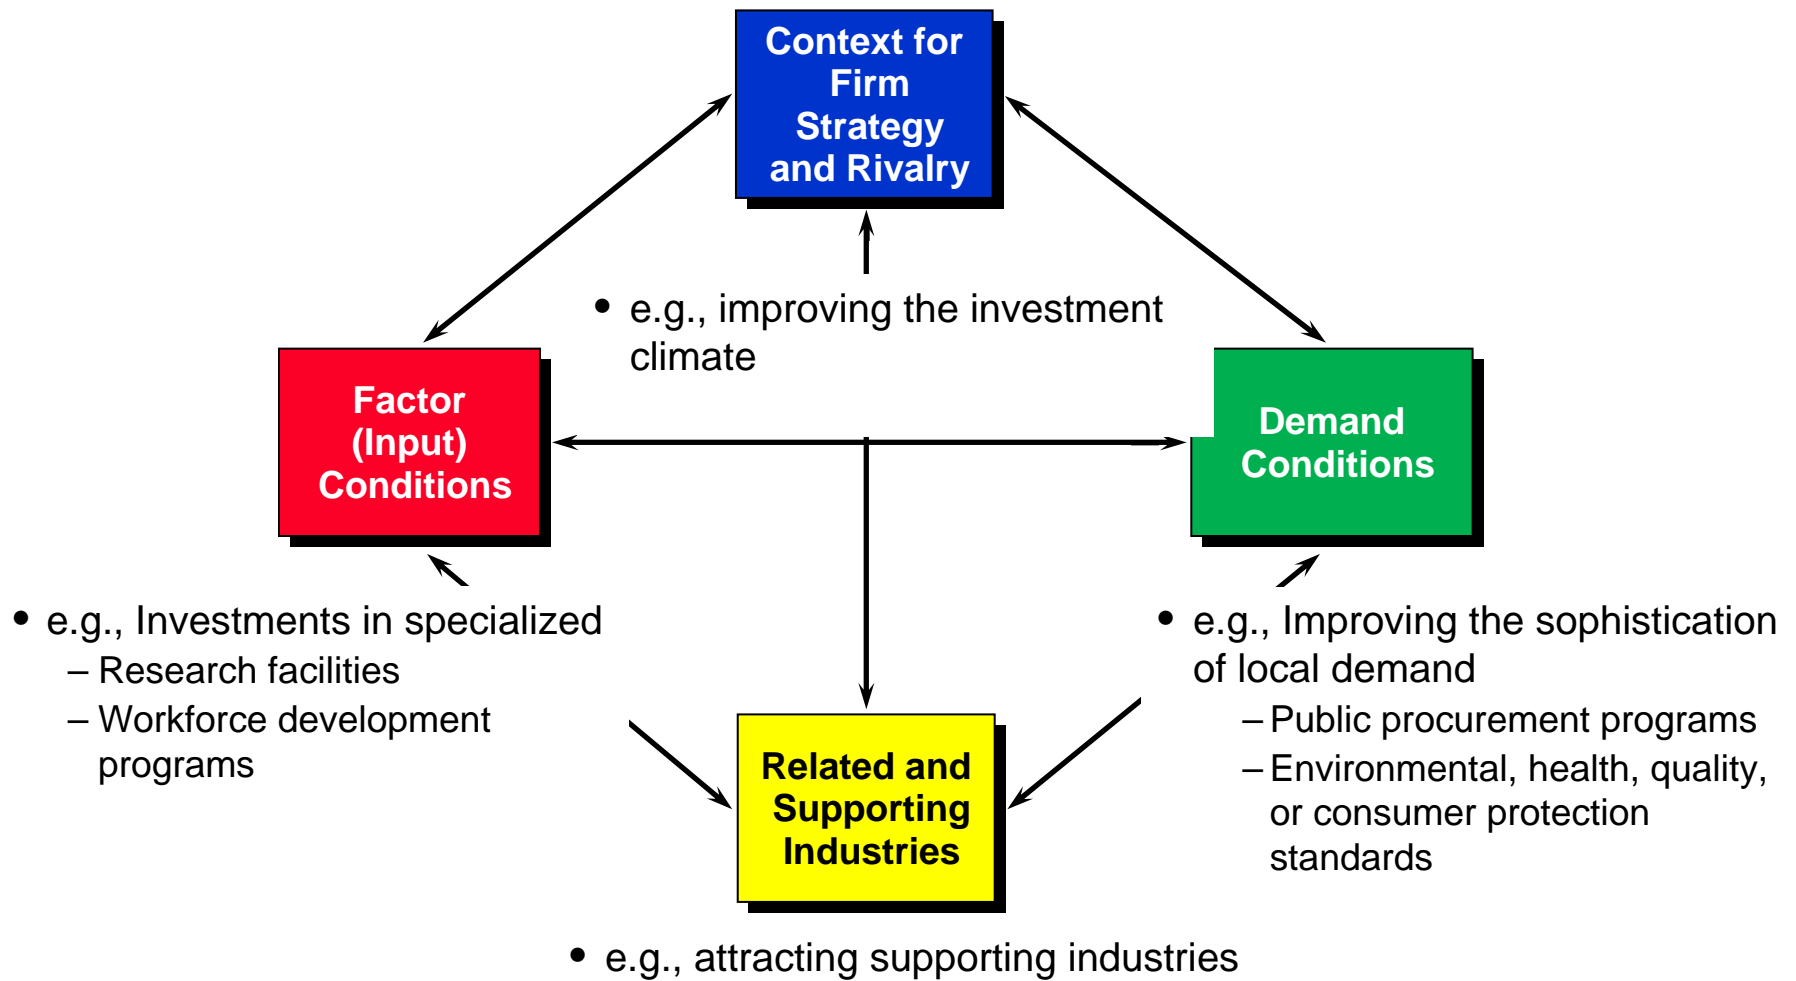 Context for
Firm
Strategy
and Rivalry
• e.g., improving the investment
climate
Factor
(Input)
Conditions
Demand
Conditions
• e.g., Investments in specialized
– Research facilities
– Workforce development
programs
• e.g., Improving the sophistication
of local demand
– Public procurement programs
– Environmental, health, quality,
or consumer protection
standards
Related and
Supporting
Industries
• e.g., attracting supporting industries